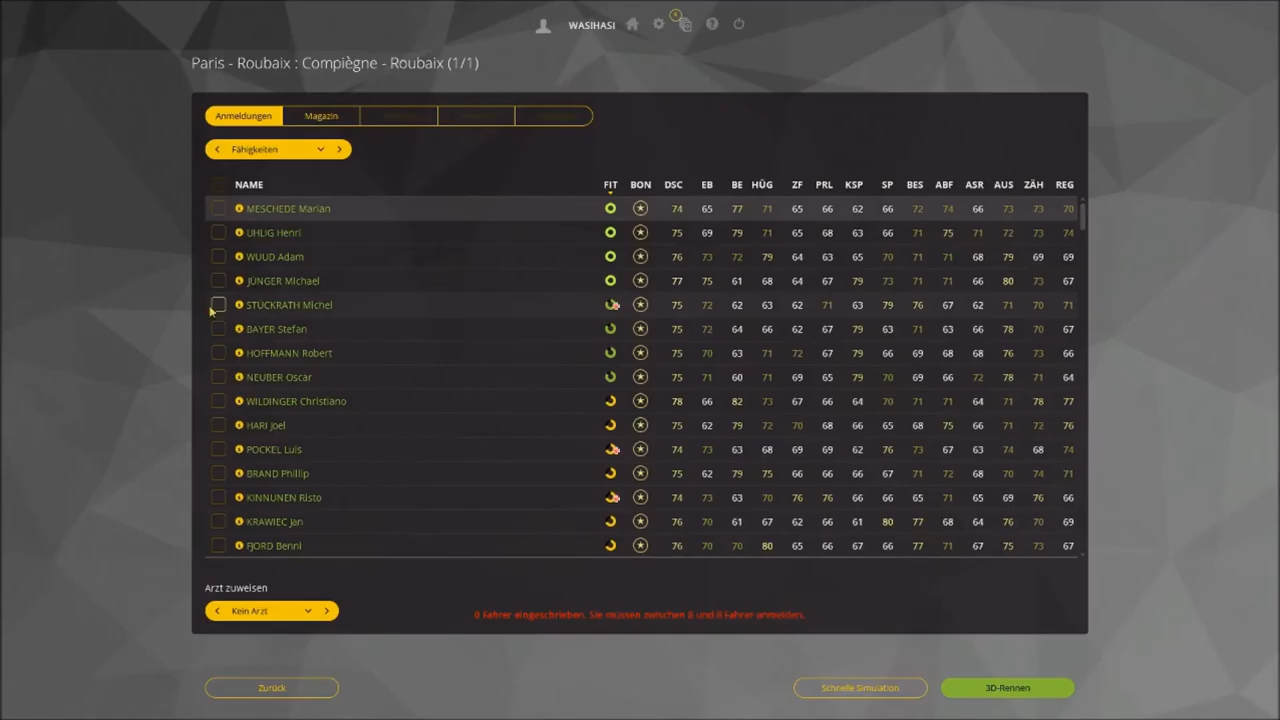 WASIHASI
Paris - Roubaix : Compiègne - Roubaix (1/1)
Anmeldungen Magazin
Fähigkeiten
NAME FIT BON DSC EB BE HÜG ZF PRL KSP SP BES ABF ASR AUS ZÄH REG
MESCHEDE Marian 74 65 77 71 65 66 62 66 72 74 66 73 73 70
UHLIG Henri 75 69 79 71 65 68 63 66 71 75 71 72 73 74
WUUD Adam 76 73 72 79 64 63 65 70 71 71 68 79 69 69
JÜNGER Michael 77 75 61 68 64 67 79 73 71 71 64 80 73 67
STÜCKRATH Michel 75 72 62 63 62 71 63 79 76 67 62 71 70 71
BAYER Stefan 75 72 64 66 62 67 79 63 71 63 66 78 70 67
HOFFMANN Robert 75 70 63 71 72 67 79 66 69 68 68 76 73 66
NEUBER Oscar 75 71 60 71 69 65 79 70 69 66 72 78 71 64
WILDINGER Christiano 78 66 82 73 67 66 64 70 71 71 64 71 78 77
HARI Joel 75 62 79 72 70 68 66 65 68 75 66 71 72 76
POCKEL Luis 74 73 63 68 69 69 62 76 73 67 63 74 68 74
BRAND Phillip 75 62 79 75 66 66 66 67 71 72 68 70 74 71
KINNUNEN Risto 74 73 63 70 76 76 66 66 65 71 65 69 76 66
KRAWIEC Jan 76 70 61 67 62 66 61 80 77 68 64 76 70 69
FJORD Benni 76 70 70 80 65 66 67 66 77 71 67 75 73 67
Arzt zuweisen
Kein Arzt
0 Fahrer eingeschrieben. Sie müssen zwischen 8 und 8 Fahrer anmelden.
Zurück Schnelle Simulation 3D-Rennen